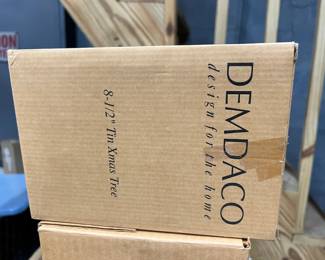 DEMDACO
design for the home
8-1/2" Tin Xmas Tree